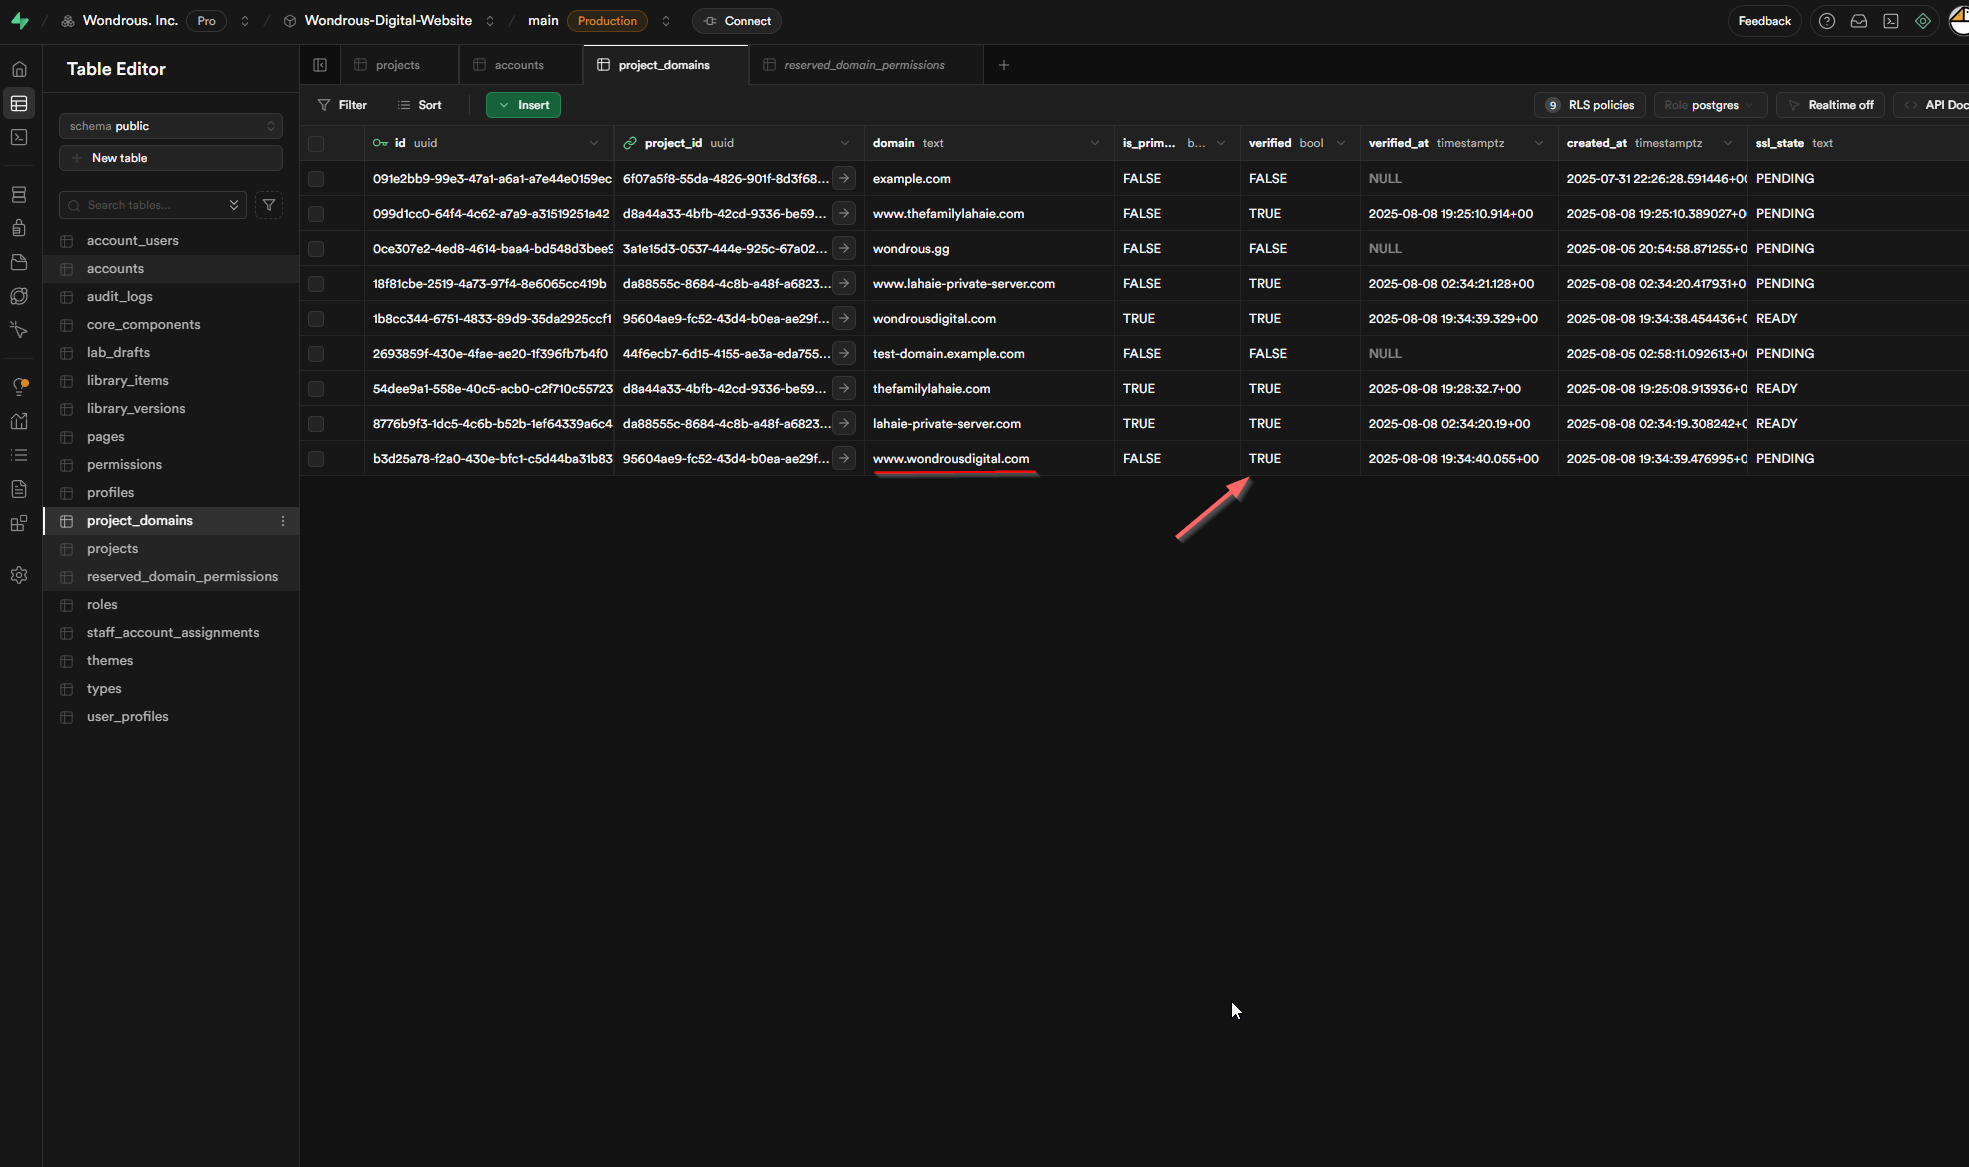 Wondrous. Inc. Pro / Wondrous-Digital-Website / main Production Connect Feedback
Table Editor
projects accounts project_domains reserved_domain_permissions
Filter Sort Insert 9 RLS policies Role postgres Realtime off API Doc
schema public
New table
Search tables...
account_users
accounts
audit_logs
core_components
lab_drafts
library_items
library_versions
pages
permissions
profiles
project_domains
projects
reserved_domain_permissions
roles
staff_account_assignments
themes
types
user_profiles
id uuid project_id uuid domain text is_prim... b... verified bool verified_at timestamptz created_at timestamptz ssl_state text
091e2bb9-99e3-47a1-a6a1-a7e44e0159ec 6f07a5f8-55da-4826-901f-8d3f68... example.com FALSE FALSE NULL 2025-07-31 22:26:28.591446+00 PENDING
099d1cc0-64f4-4c62-a7a9-a31519251a42 d8a44a33-4bfb-42cd-9336-be59... www.thefamilylahaie.com FALSE TRUE 2025-08-08 19:25:10.914+00 2025-08-08 19:25:10.389027+0 PENDING
0ce307e2-4ed8-4614-baa4-bd548d3bee9 3a1e15d3-0537-444e-925c-67a02... wondrous.gg FALSE FALSE NULL 2025-08-05 20:54:58.871255+0 PENDING
18f81cbe-2519-4a73-97f4-8e6065cc419b da88555c-8684-4c8b-a48f-a6823... www.lahaie-private-server.com FALSE TRUE 2025-08-08 02:34:21.128+00 2025-08-08 02:34:20.417931+0 PENDING
1b8cc344-6751-4833-89d9-35da2925ccf1 95604ae9-fc52-43d4-b0ea-ae29f... wondrousdigital.com TRUE TRUE 2025-08-08 19:34:39.329+00 2025-08-08 19:34:38.454436+0 READY
2693859f-430e-4fae-ae20-1f396fb7b4f0 44f6ecb7-6d15-4155-ae3a-eda755... test-domain.example.com FALSE FALSE NULL 2025-08-05 02:58:11.092613+0 PENDING
54dee9a1-558e-40c5-acb0-c2f710c55723 d8a44a33-4bfb-42cd-9336-be59... thefamilylahaie.com TRUE TRUE 2025-08-08 19:28:32.7+00 2025-08-08 19:25:08.913936+0 READY
8776b9f3-1dc5-4c6b-b52b-1ef64339a6c4 da88555c-8684-4c8b-a48f-a6823... lahaie-private-server.com TRUE TRUE 2025-08-08 02:34:20.19+00 2025-08-08 02:34:19.308242+0 READY
b3d25a78-f2a0-430e-bfc1-c5d44ba31b83 95604ae9-fc52-43d4-b0ea-ae29f... www.wondrousdigital.com FALSE TRUE 2025-08-08 19:34:40.055+00 2025-08-08 19:34:39.476995+0 PENDING